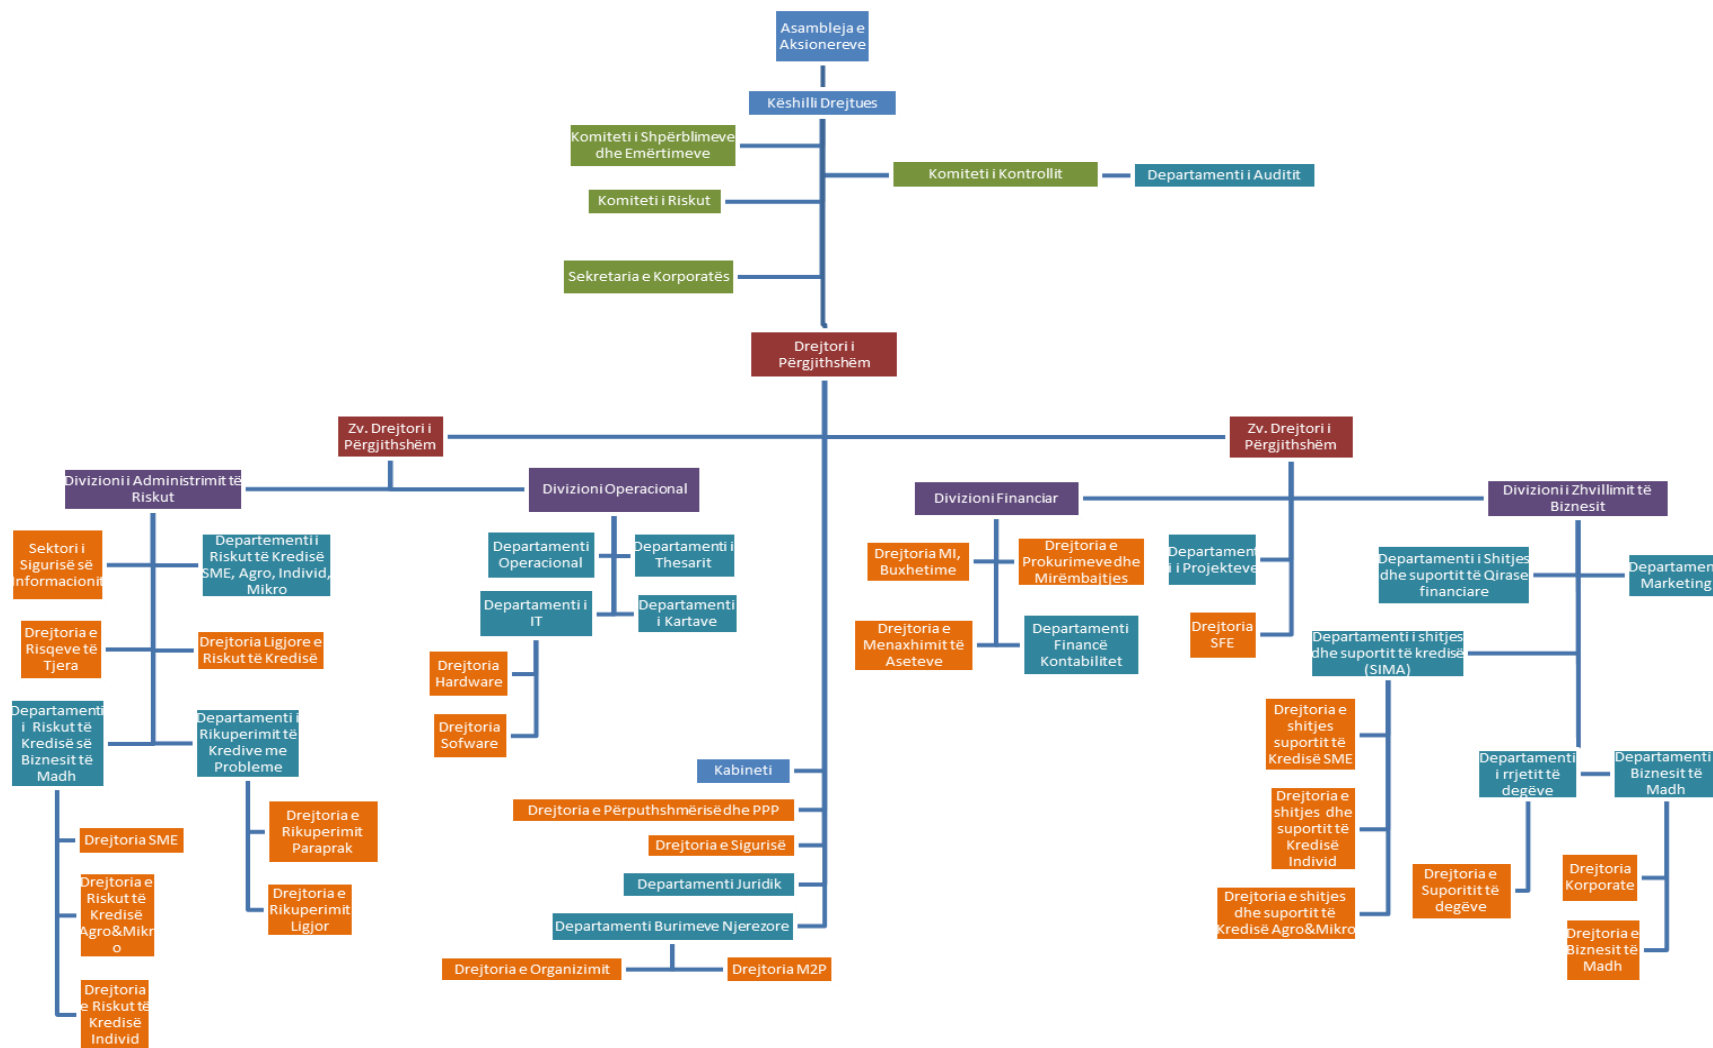 Asambleja e
Aksionereve
Këshilli Drejtues
Komiteti i Shpërblimeve
dhe Emërtimeve
Komiteti i Kontrollit
Departamenti i Auditit
Komiteti i Riskut
Sekretaria e Korporatës
Drejtori i
Përgjithshëm
Zv. Drejtori i
Përgjithshëm
Zv. Drejtori i
Përgjithshëm
Divizioni i Administrimit të
Riskut
Divizioni Operacional
Divizioni Financiar
Divizioni i Zhvillimit të
Biznesit
Sektori i
Sigurisë së
Informacionit
Departementi i
Riskut të Kredisë
SME, Agro, Individ,
Mikro
Drejtoria e
Risqeve të
Tjera
Drejtoria Ligjore e
Riskut të Kredisë
Departamenti
i Riskut të
Kredisë së
Biznesit të
Madh
Departamenti i
Rikuperimit të
Kredive me
Probleme
Drejtoria SME
Drejtoria e
Riskut të
Kredisë
Agro&Mikr
o
Drejtoria
e Riskut të
Kredisë
Individ
Drejtoria e
Rikuperimit
Paraprak
Drejtoria e
Rikuperimit
Ligjor
Departamenti
Operacional
Departamenti i
Thesarit
Departamenti i
IT
Departamenti
i Kartave
Drejtoria
Hardware
Drejtoria
Sofware
Kabineti
Drejtoria e Përputhshmërisë dhe PPP
Drejtoria e Sigurisë
Departamenti Juridik
Departamenti Burimeve Njerezore
Drejtoria e Organizimit
Drejtoria M2P
Drejtoria MI,
Buxhetime
Drejtoria e
Prokurimeve dhe
Mirëmbajtjes
Drejtoria e
Menaxhimit të
Aseteve
Departamenti
Financë
Kontabilitet
Departament
i i Projekteve
Drejtoria
SFE
Departamenti i Shitjes
dhe suportit të Qirase
financiare
Departamen
Marketing
Departamenti i shitjes
dhe suportit të kredisë
(SIMA)
Drejtoria e
shitjes
suportit të
Kredisë SME
Drejtoria e
shitjes dhe
suportit të
Kredisë
Individ
Drejtoria e shitjes
dhe suportit të
Kredisë Agro&Mikro
Departamenti
i rrjetit të
degëve
Departamenti i
Biznesit të
Madh
Drejtoria e
Suporitit të
degëve
Drejtoria
Korporate
Drejtoria e
Biznesit të
Madh